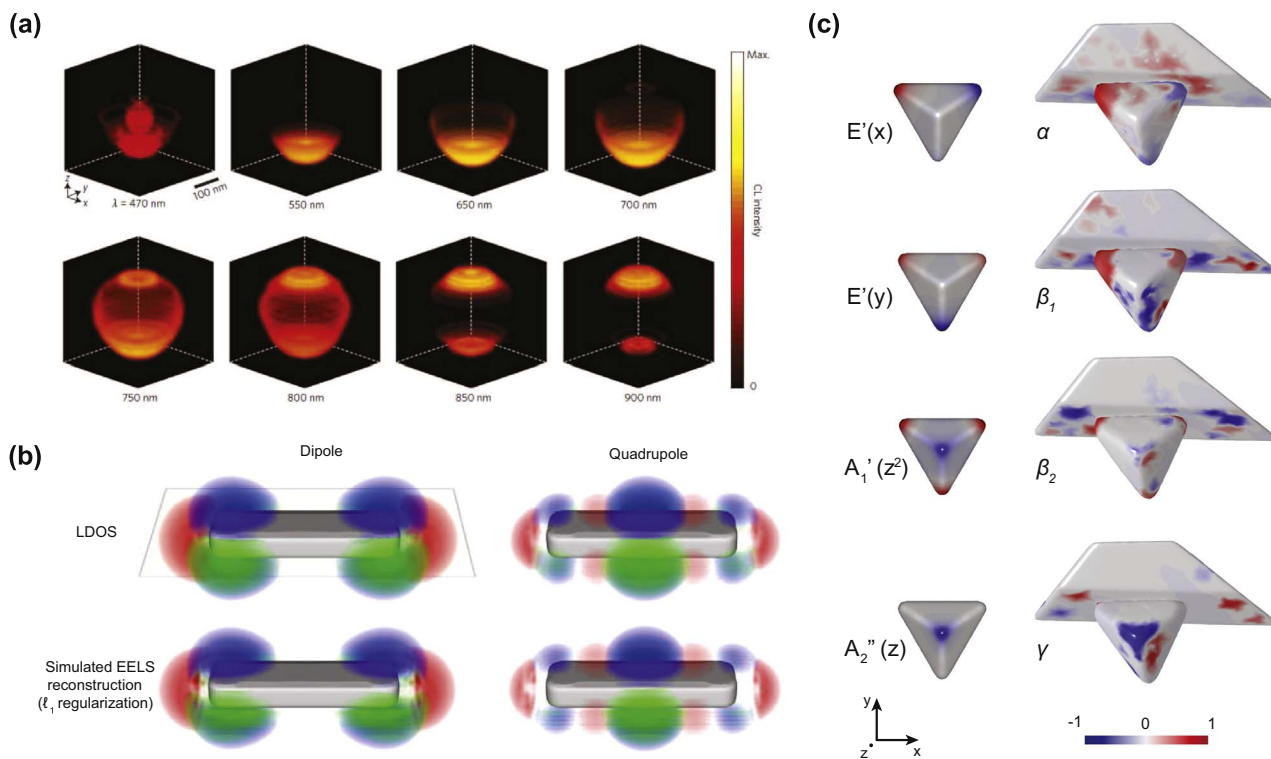 (a)
Max.
CL intensity
0
z
y
x
100 nm
λ = 470 nm
550 nm
650 nm
700 nm
750 nm
800 nm
850 nm
900 nm
(b)
Dipole
Quadrupole
LDOS
Simulated EELS
reconstruction
(ℓ₁ regularization)
(c)
E’(x)
α
E’(y)
β₁
A₁’ (z²)
β₂
A₂” (z)
γ
y
z
x
-1
0
1